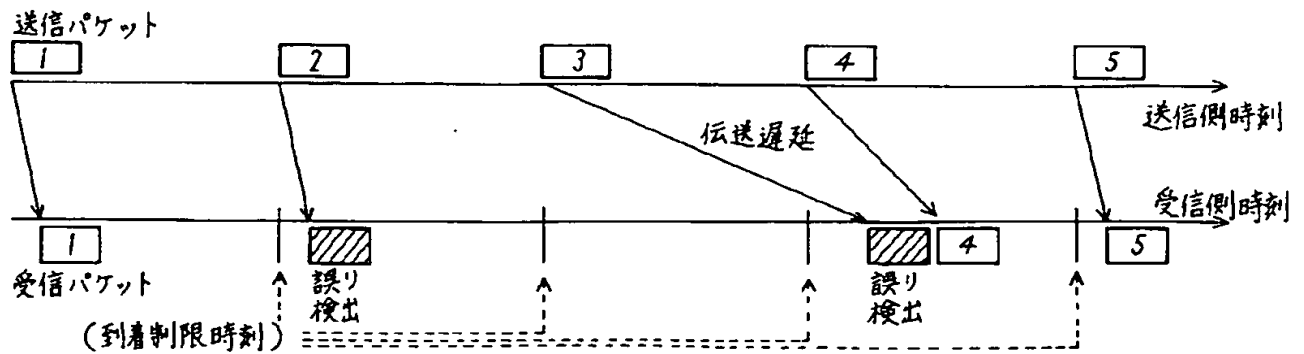 送信パケット
1 2 3 4 5
送信側時刻
伝送遅延
受信側時刻
1 4 5
受信パケット
誤り
検出
誤り
検出
(到着制限時刻)